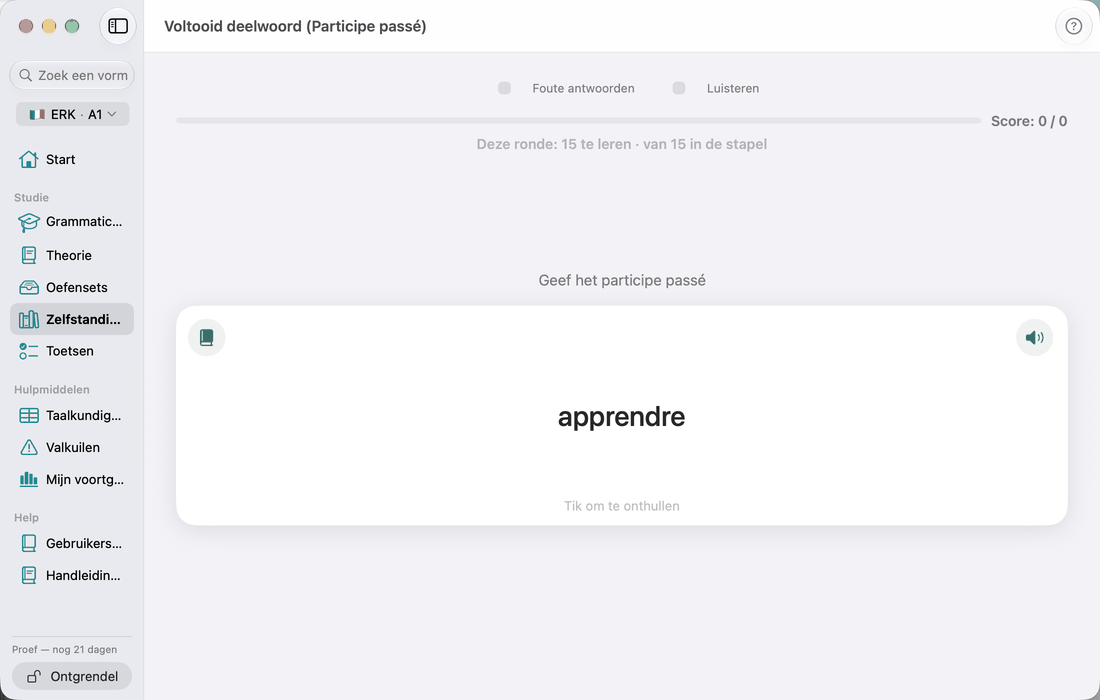 Voltooid deelwoord (Participe passé)
Zoek een vorm
ERK · A1
Start
Studie
Grammatic...
Theorie
Oefensets
Zelfstandi...
Toetsen
Hulpmiddelen
Taalkundig...
Valkuilen
Mijn voortg...
Help
Gebruikers...
Handleidin...
Proef — nog 21 dagen
Ontgrendel
Foute antwoorden
Luisteren
Score: 0 / 0
Deze ronde: 15 te leren · van 15 in de stapel
Geef het participe passé
apprendre
Tik om te onthullen